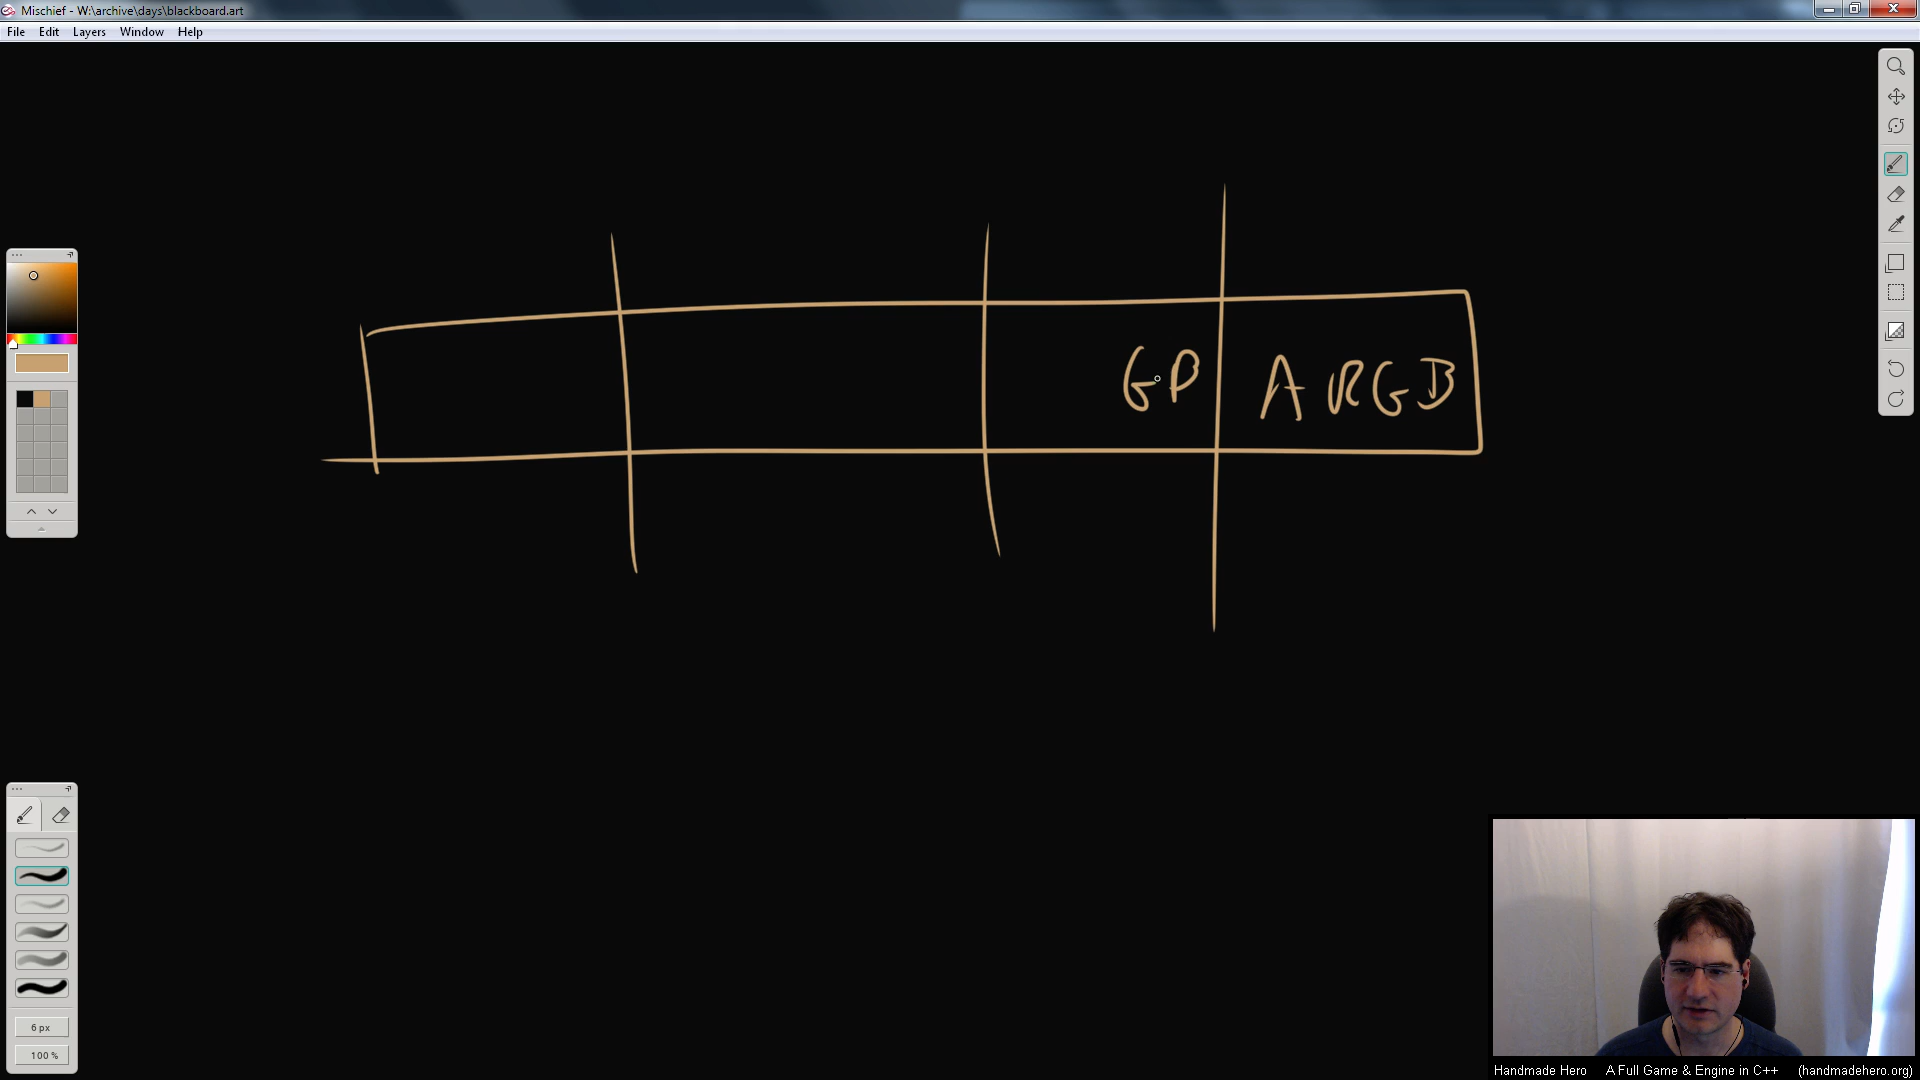 Mischief - W:\archive\days\blackboard.art
File Edit Layers Window Help
GP ARGB
6 px
100 %
Handmade Hero A Full Game & Engine in C++ (handmadehero.org)